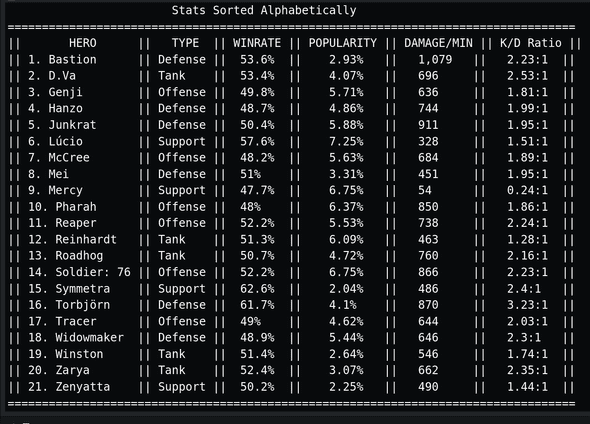 Stats Sorted Alphabetically
======================================================================
|| HERO || TYPE || WINRATE || POPULARITY || DAMAGE/MIN || K/D Ratio ||
|| 1. Bastion || Defense || 53.6% || 2.93% || 1,079 || 2.23:1 ||
|| 2. D.Va || Tank || 53.4% || 4.07% || 696 || 2.53:1 ||
|| 3. Genji || Offense || 49.8% || 5.71% || 636 || 1.81:1 ||
|| 4. Hanzo || Defense || 48.7% || 4.86% || 744 || 1.99:1 ||
|| 5. Junkrat || Defense || 50.4% || 5.88% || 911 || 1.95:1 ||
|| 6. Lúcio || Support || 57.6% || 7.25% || 328 || 1.51:1 ||
|| 7. McCree || Offense || 48.2% || 5.63% || 684 || 1.89:1 ||
|| 8. Mei || Defense || 51% || 3.31% || 451 || 1.95:1 ||
|| 9. Mercy || Support || 47.7% || 6.75% || 54 || 0.24:1 ||
|| 10. Pharah || Offense || 48% || 6.37% || 850 || 1.86:1 ||
|| 11. Reaper || Offense || 52.2% || 5.53% || 738 || 2.24:1 ||
|| 12. Reinhardt || Tank || 51.3% || 6.09% || 463 || 1.28:1 ||
|| 13. Roadhog || Tank || 50.7% || 4.72% || 760 || 2.16:1 ||
|| 14. Soldier: 76 || Offense || 52.2% || 6.75% || 866 || 2.23:1 ||
|| 15. Symmetra || Support || 62.6% || 2.04% || 486 || 2.4:1 ||
|| 16. Torbjörn || Defense || 61.7% || 4.1% || 870 || 3.23:1 ||
|| 17. Tracer || Offense || 49% || 4.62% || 644 || 2.03:1 ||
|| 18. Widowmaker || Defense || 48.9% || 5.44% || 646 || 2.3:1 ||
|| 19. Winston || Tank || 51.4% || 2.64% || 546 || 1.74:1 ||
|| 20. Zarya || Tank || 52.4% || 3.07% || 662 || 2.35:1 ||
|| 21. Zenyatta || Support || 50.2% || 2.25% || 490 || 1.44:1 ||
======================================================================